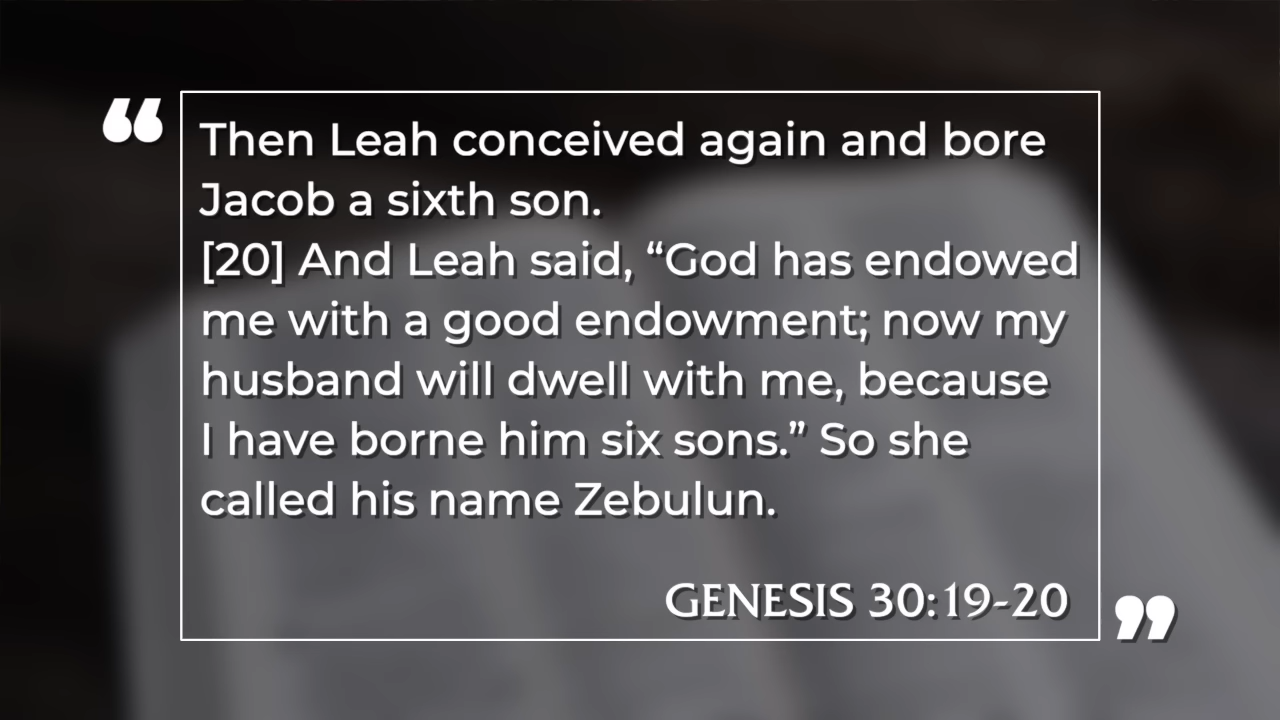 “
Then Leah conceived again and bore
Jacob a sixth son.
[20] And Leah said, “God has endowed
me with a good endowment; now my
husband will dwell with me, because
I have borne him six sons.” So she
called his name Zebulun.
GENESIS 30:19-20
”